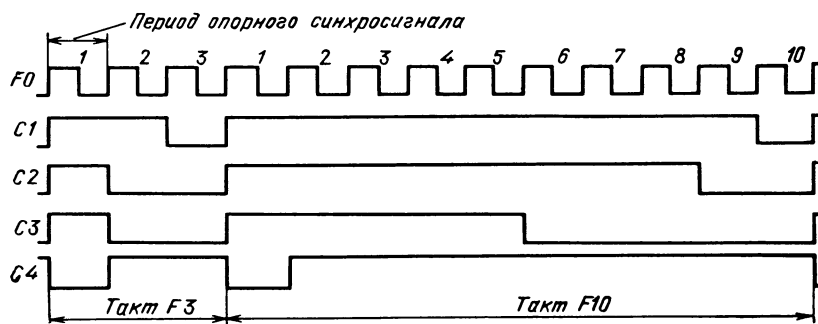 Период опорного синхросигнала
1 2 3 1 2 3 4 5 6 7 8 9 10
F0
C1
C2
C3
C4
Такт F3 Такт F10